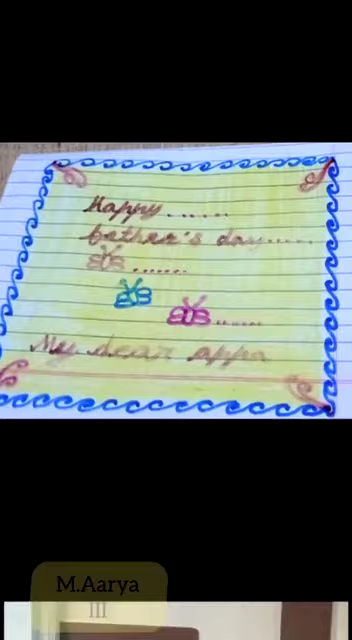 Happy......
father's day.....
.......
......
My dear appa
M.Aarya
III